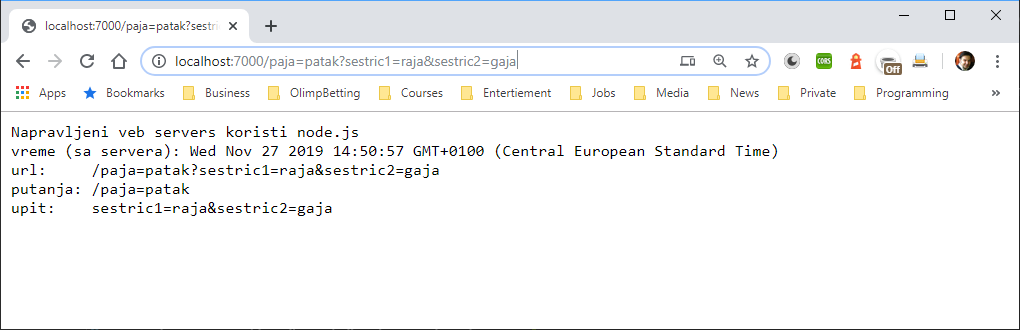 localhost:7000/paja=patak?sestri
localhost:7000/paja=patak?sestric1=raja&sestric2=gaja
CORS
Off
Apps Bookmarks Business OlimpBetting Courses Entertiement Jobs Media News Private Programming »
Napravljeni veb servers koristi node.js
vreme (sa servera): Wed Nov 27 2019 14:50:57 GMT+0100 (Central European Standard Time)
url: /paja=patak?sestric1=raja&sestric2=gaja
putanja: /paja=patak
upit: sestric1=raja&sestric2=gaja